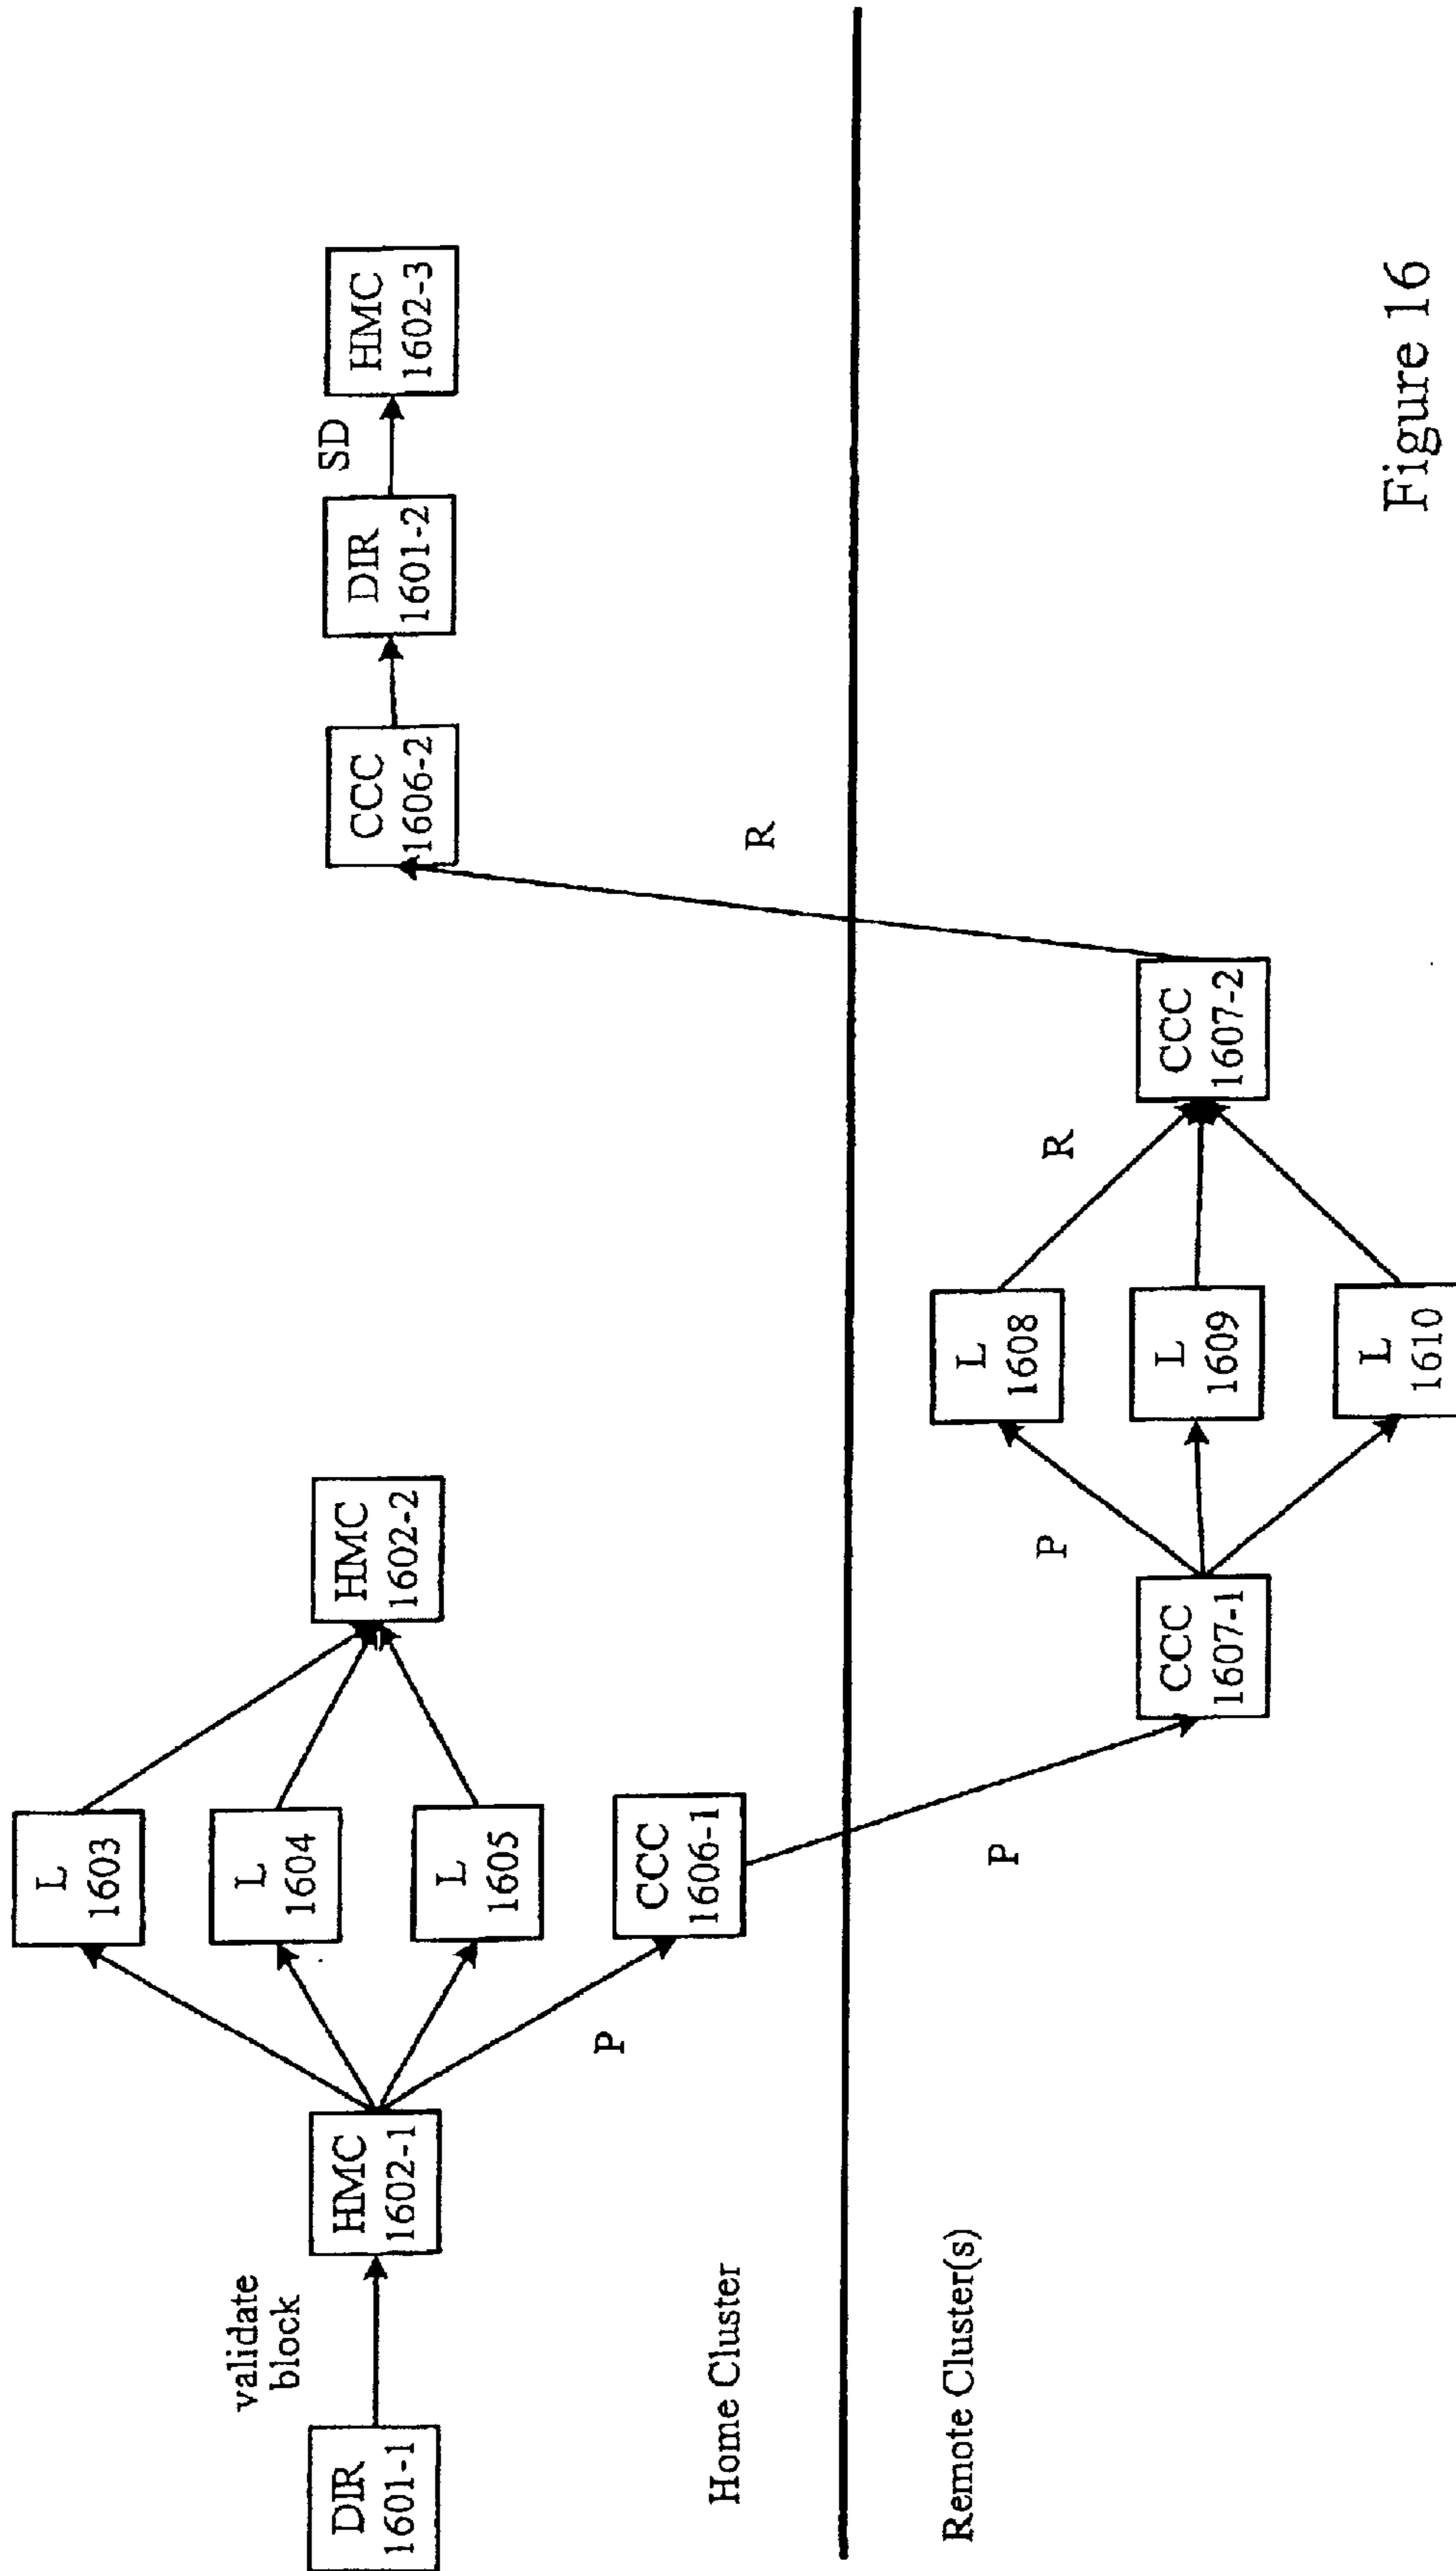 validate
block
DIR
1601-1
HMC
1602-1
P
L
1603
L
1604
L
1605
CCC
1606-1
HMC
1602-2
CCC
1606-2
DIR
1601-2
SD
HMC
1602-3
Home Cluster
Remote Cluster(s)
P
CCC
1607-1
P
L
1608
L
1609
L
1610
R
CCC
1607-2
R
Figure 16